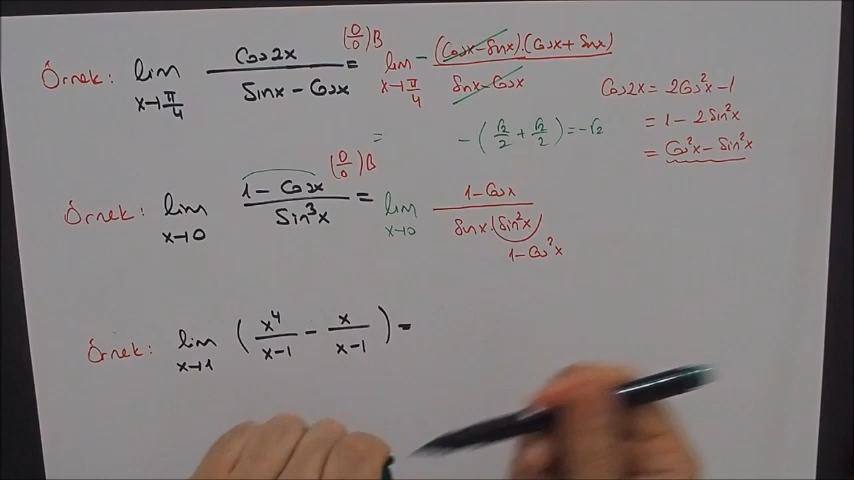 Örnek: lim x→π/4 Cos2x / Sinx - Cosx = (0/0)B lim x→π/4 - (Cosx - Sinx).(Cosx + Sinx) / Sinx - Cosx
Cos2x = 2Cos²x - 1
= 1 - 2Sin²x
= Cos²x - Sin²x
= - (√2/2 + √2/2) = -√2
Örnek: lim x→0 1 - Cosx / Sin³x = (0/0)B lim x→0 1 - Cosx / Sinx.(Sin²x)
1 - Cos²x
Örnek: lim x→1 ( x⁴ / x-1 - x / x-1 ) =